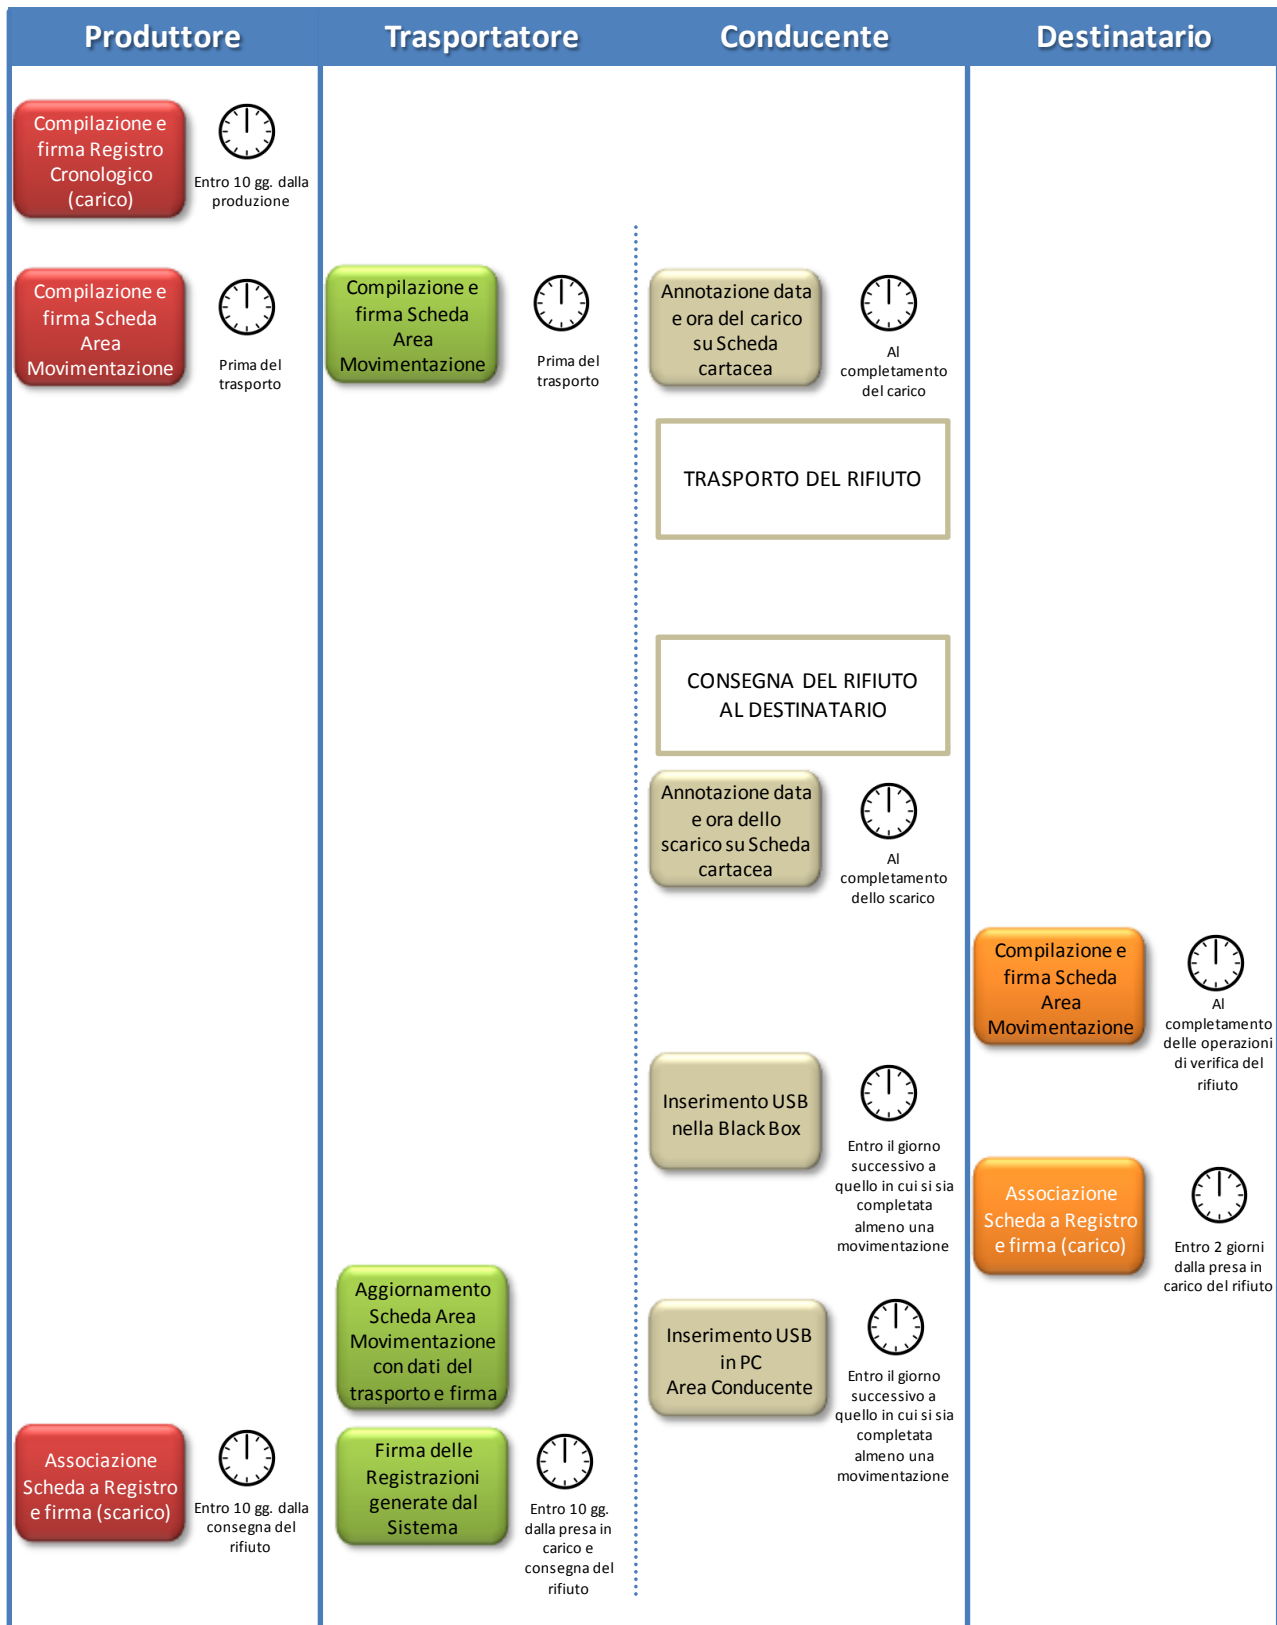 Produttore
Trasportatore
Conducente
Destinatario
Compilazione e
firma Registro
Cronologico
(carico)
Entro 10 gg. dalla
produzione
Compilazione e
firma Scheda
Area
Movimentazione
Prima del
trasporto
Compilazione e
firma Scheda
Area
Movimentazione
Prima del
trasporto
Annotazione data
e ora del carico
su Scheda
cartacea
Al
completamento
del carico
TRASPORTO DEL RIFIUTO
CONSEGNA DEL RIFIUTO
AL DESTINATARIO
Annotazione data
e ora dello
scarico su Scheda
cartacea
Al
completamento
dello scarico
Compilazione e
firma Scheda
Area
Movimentazione
Al
completamento
delle operazioni
di verifica del
rifiuto
Inserimento USB
nella Black Box
Entro il giorno
successivo a
quello in cui si sia
completata
almeno una
movimentazione
Associazione
Scheda a Registro
e firma (carico)
Entro 2 giorni
dalla presa in
carico del rifiuto
Aggiornamento
Scheda Area
Movimentazione
con dati del
trasporto e firma
Inserimento USB
in PC
Area Conducente
Entro il giorno
successivo a
quello in cui si sia
completata
almeno una
movimentazione
Associazione
Scheda a Registro
e firma (scarico)
Entro 10 gg. dalla
consegna del
rifiuto
Firma delle
Registrazioni
generate dal
Sistema
Entro 10 gg.
dalla presa in
carico e
consegna del
rifiuto